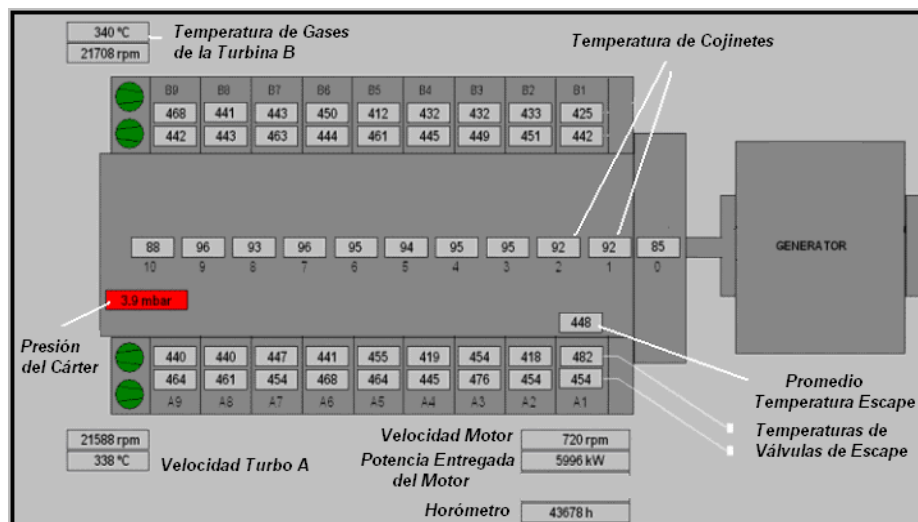 340 °C
21708 rpm
Temperatura de Gases
de la Turbina B
Temperatura de Cojinetes
B9 B8 B7 B6 B5 B4 B3 B2 B1
468 441 443 450 412 432 432 433 425
442 443 463 444 461 445 449 451 442
88 96 93 96 95 94 95 95 92 92 85
10 9 8 7 6 5 4 3 2 1 0
GENERATOR
3.9 mbar
448
Presión
del Cárter
440 440 447 441 455 419 454 418 482
464 461 454 468 464 445 476 454 454
A9 A8 A7 A6 A5 A4 A3 A2 A1
Promedio
Temperatura Escape
Temperaturas de
Válvulas de Escape
21588 rpm
338 °C
Velocidad Turbo A
Velocidad Motor 720 rpm
Potencia Entregada 5996 kW
del Motor
Horómetro 43678 h